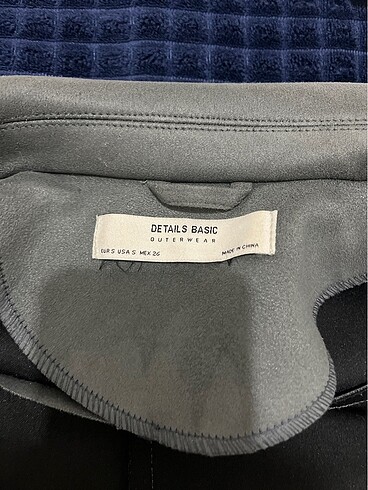 DETAILS BASIC
OUTERWEAR
EUR S USA S MEX 26 MADE IN CHINA